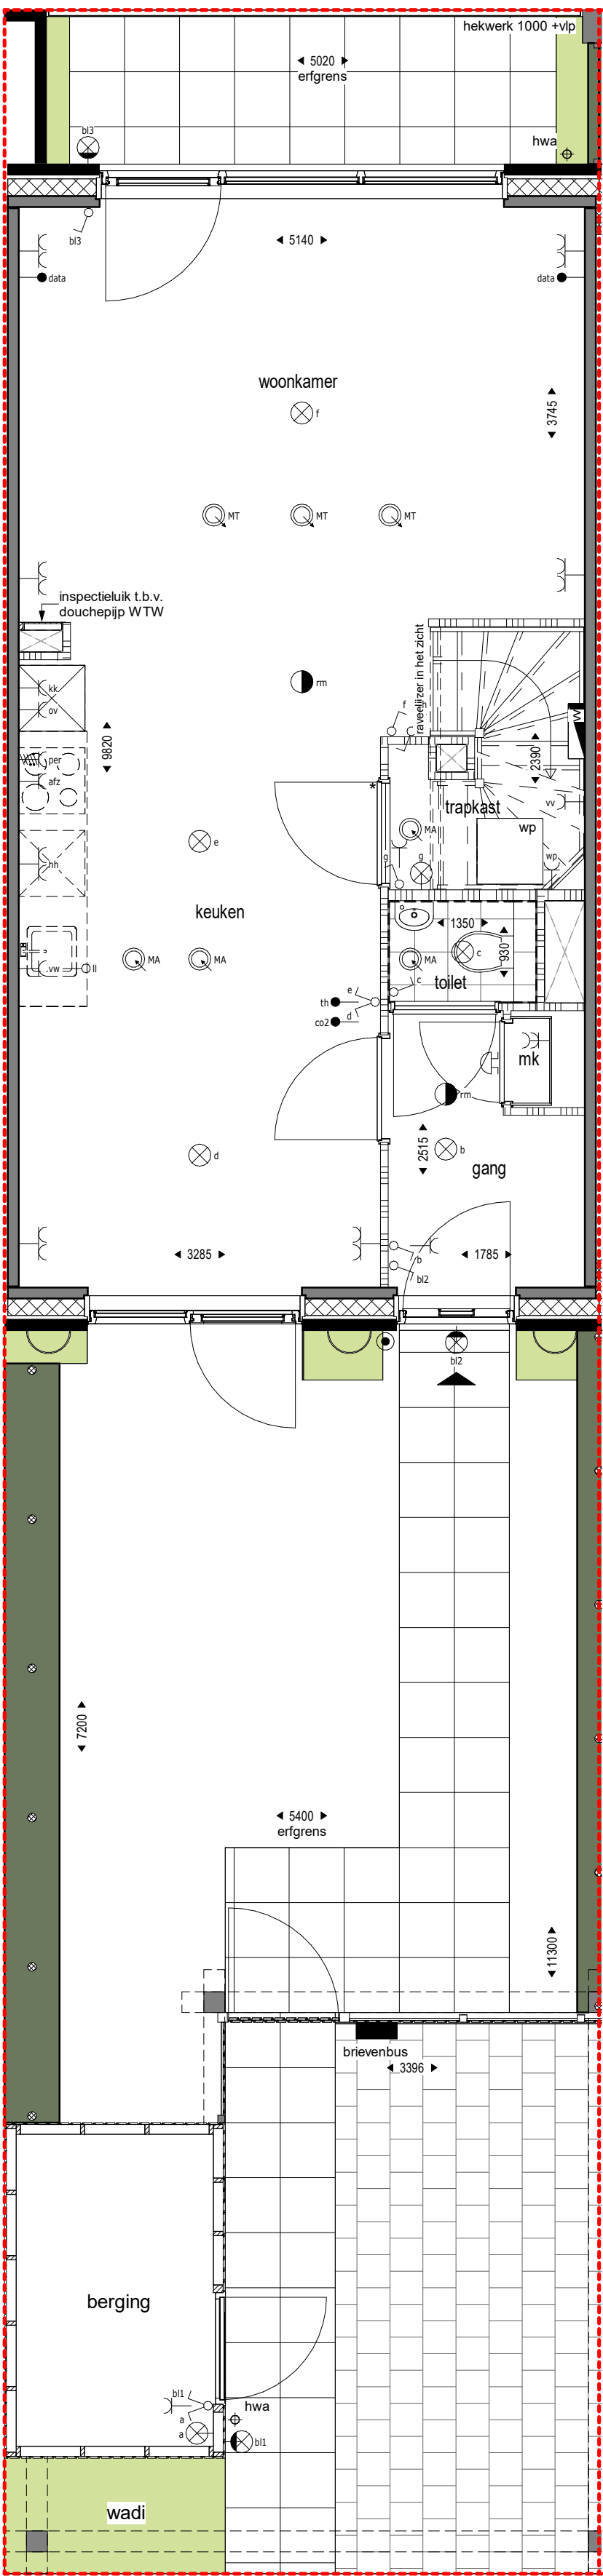 hekwerk 1000 +vlp
5020
erfgrens
bl3
hwa
bl3
5140
data
data
woonkamer
f
3745
MT
MT
MT
inspectieluik t.b.v.
douchepijp WTW
raveelijzer in het zicht
rm
kk
ov
f
h
vv
9820
2390
per
afz
*
trapkast
vv
wp
MA
e
hh
g
g
wp
keuken
1350
930
c
vw
ll
MA
MA
MA
toilet
c
e
th
d
co2
mk
rm
2515
b
d
gang
3285
1785
b
bl2
bl2
7200
5400
erfgrens
11300
brievenbus
3396
berging
bl1
a
a
hwa
bl1
wadi